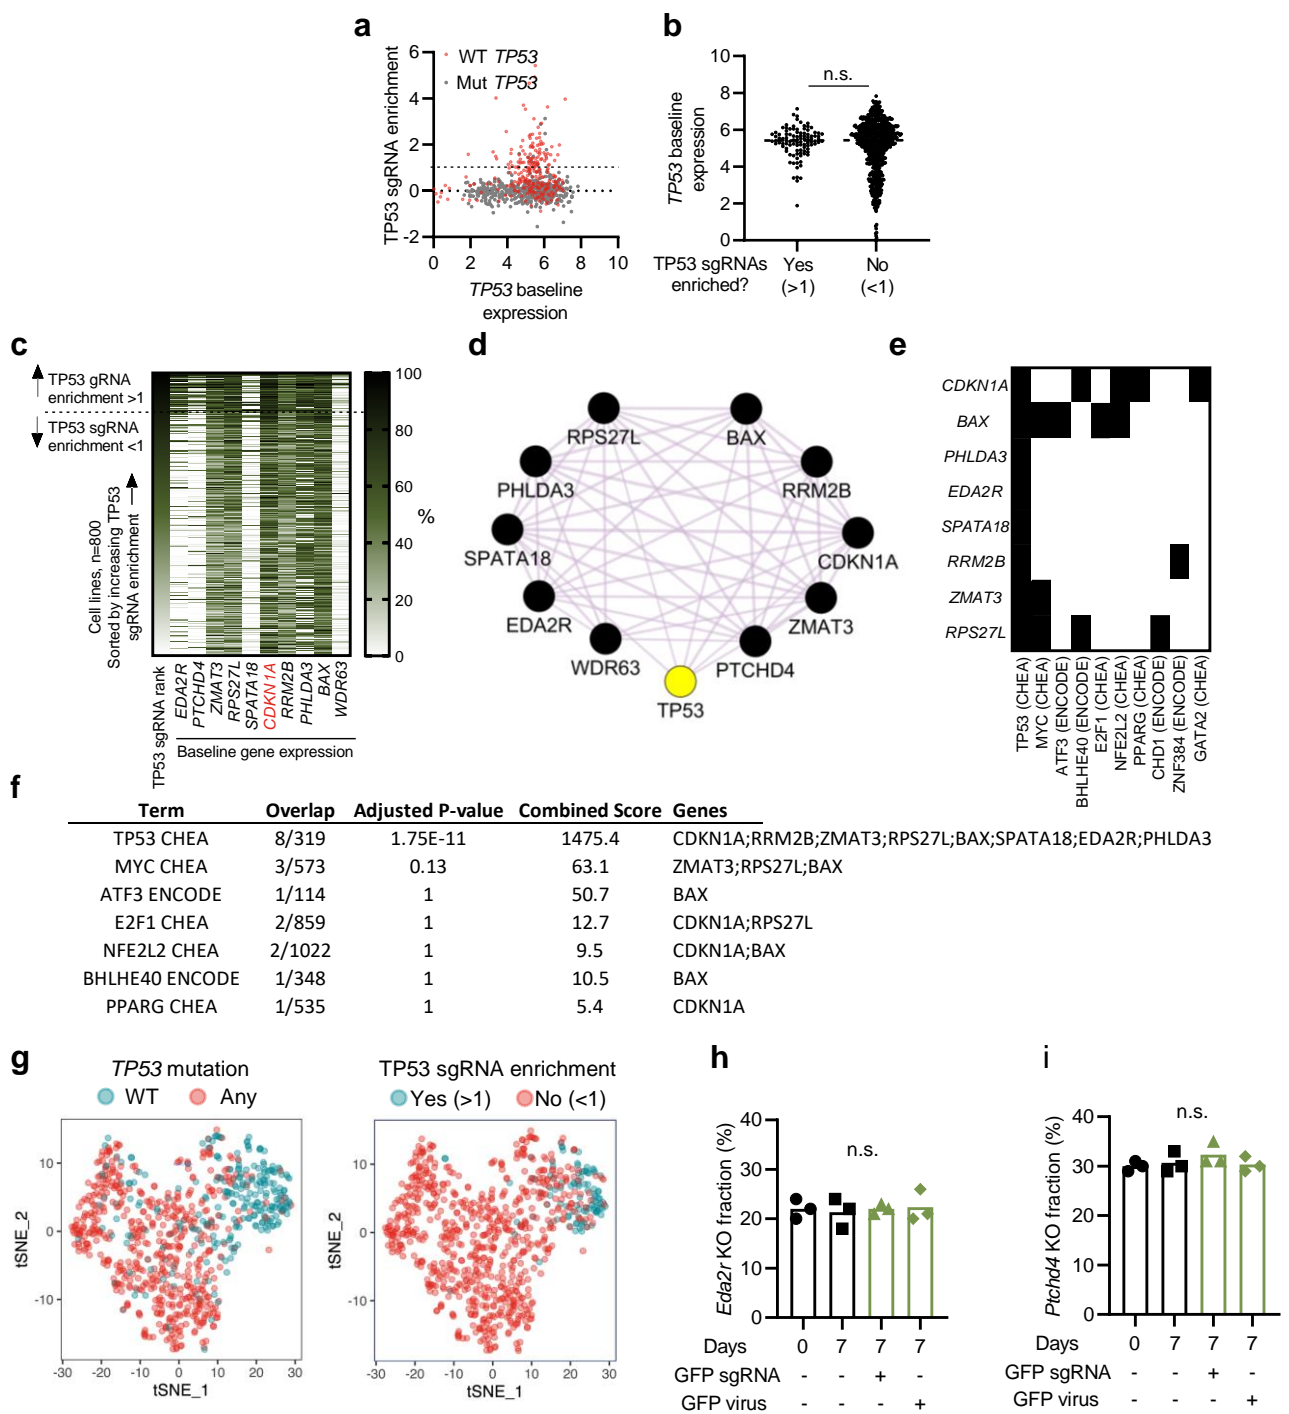 a
TP53 sgRNA enrichment
6
4
2
0
-2
WT TP53
Mut TP53
0 2 4 6 8 10
TP53 baseline
expression
b
TP53 baseline
expression
10
8
6
4
2
0
n.s.
TP53 sgRNAs
enriched?
Yes
(>1)
No
(<1)
c
TP53 gRNA
enrichment >1
TP53 sgRNA
enrichment <1
Cell lines, n=800
Sorted by increasing TP53
sgRNA enrichment
100
80
60
40
20
0
%
TP53 sgRNA rank
EDA2R
PTCHD4
ZMAT3
RPS27L
SPATA18
CDKN1A
RRM2B
PHLDA3
BAX
WDR63
Baseline gene expression
d
RPS27L
BAX
PHLDA3
RRM2B
SPATA18
CDKN1A
EDA2R
ZMAT3
WDR63
PTCHD4
TP53
e
CDKN1A
BAX
PHLDA3
EDA2R
SPATA18
RRM2B
ZMAT3
RPS27L
TP53 (CHEA)
MYC (CHEA)
ATF3 (ENCODE)
BHLHE40 (ENCODE)
E2F1 (CHEA)
NFE2L2 (CHEA)
PPARG (CHEA)
CHD1 (ENCODE)
ZNF384 (ENCODE)
GATA2 (CHEA)
f
Term Overlap Adjusted P-value Combined Score Genes
TP53 CHEA 8/319 1.75E-11 1475.4 CDKN1A;RRM2B;ZMAT3;RPS27L;BAX;SPATA18;EDA2R;PHLDA3
MYC CHEA 3/573 0.13 63.1 ZMAT3;RPS27L;BAX
ATF3 ENCODE 1/114 1 50.7 BAX
E2F1 CHEA 2/859 1 12.7 CDKN1A;RPS27L
NFE2L2 CHEA 2/1022 1 9.5 CDKN1A;BAX
BHLHE40 ENCODE 1/348 1 10.5 BAX
PPARG CHEA 1/535 1 5.4 CDKN1A
g
TP53 mutation
WT Any
10
0
-10
tSNE_2
-30 -20 -10 0 10 20 30
tSNE_1
TP53 sgRNA enrichment
Yes (>1) No (<1)
10
0
-10
tSNE_2
-30 -20 -10 0 10 20 30
tSNE_1
h
Eda2r KO fraction (%)
40
30
20
10
0
n.s.
Days 0 7 7 7
GFP sgRNA - - + -
GFP virus - - - +
i
Ptchd4 KO fraction (%)
40
30
20
10
0
n.s.
Days 0 7 7 7
GFP sgRNA - - + -
GFP virus - - - +